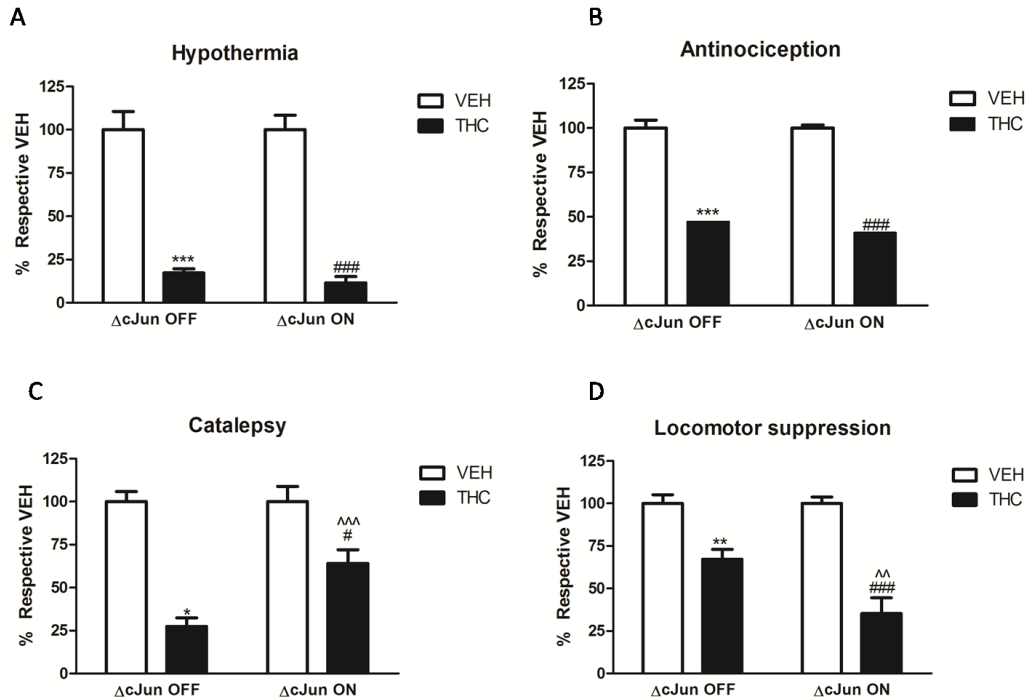 A
Hypothermia
% Respective VEH
125
100
75
50
25
0
***
###
ΔcJun OFF
ΔcJun ON
VEH
THC
B
Antinociception
% Respective VEH
125
100
75
50
25
0
***
###
ΔcJun OFF
ΔcJun ON
VEH
THC
C
Catalepsy
% Respective VEH
125
100
75
50
25
0
*
^^^
#
ΔcJun OFF
ΔcJun ON
VEH
THC
D
Locomotor suppression
% Respective VEH
125
100
75
50
25
0
**
^^
###
ΔcJun OFF
ΔcJun ON
VEH
THC